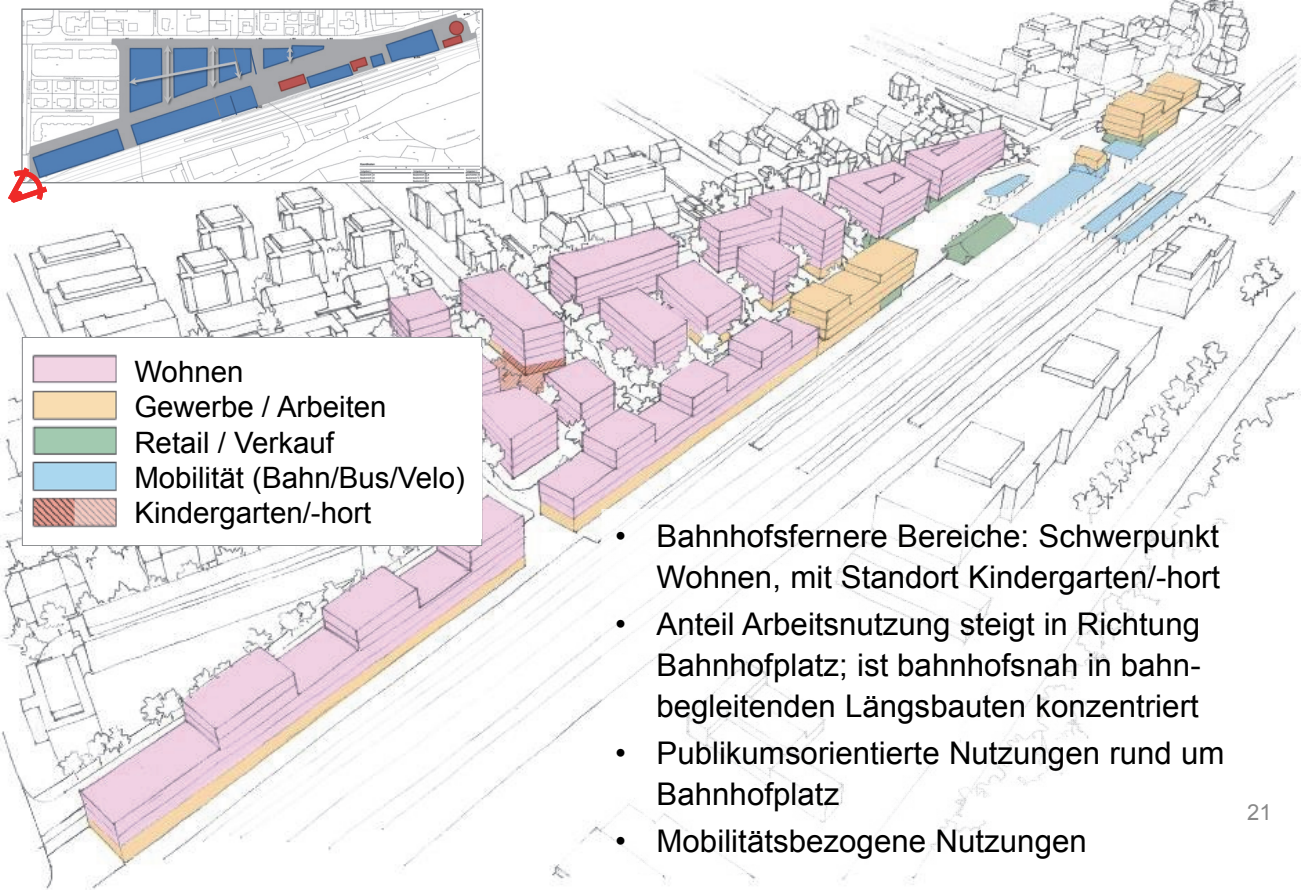 Wohnen
Gewerbe / Arbeiten
Retail / Verkauf
Mobilität (Bahn/Bus/Velo)
Kindergarten/-hort
• Bahnhofsfernere Bereiche: Schwerpunkt
Wohnen, mit Standort Kindergarten/-hort
• Anteil Arbeitsnutzung steigt in Richtung
Bahnhofplatz; ist bahnhofsnah in bahn-
begleitenden Längsbauten konzentriert
• Publikumsorientierte Nutzungen rund um
Bahnhofplatz
• Mobilitätsbezogene Nutzungen
21